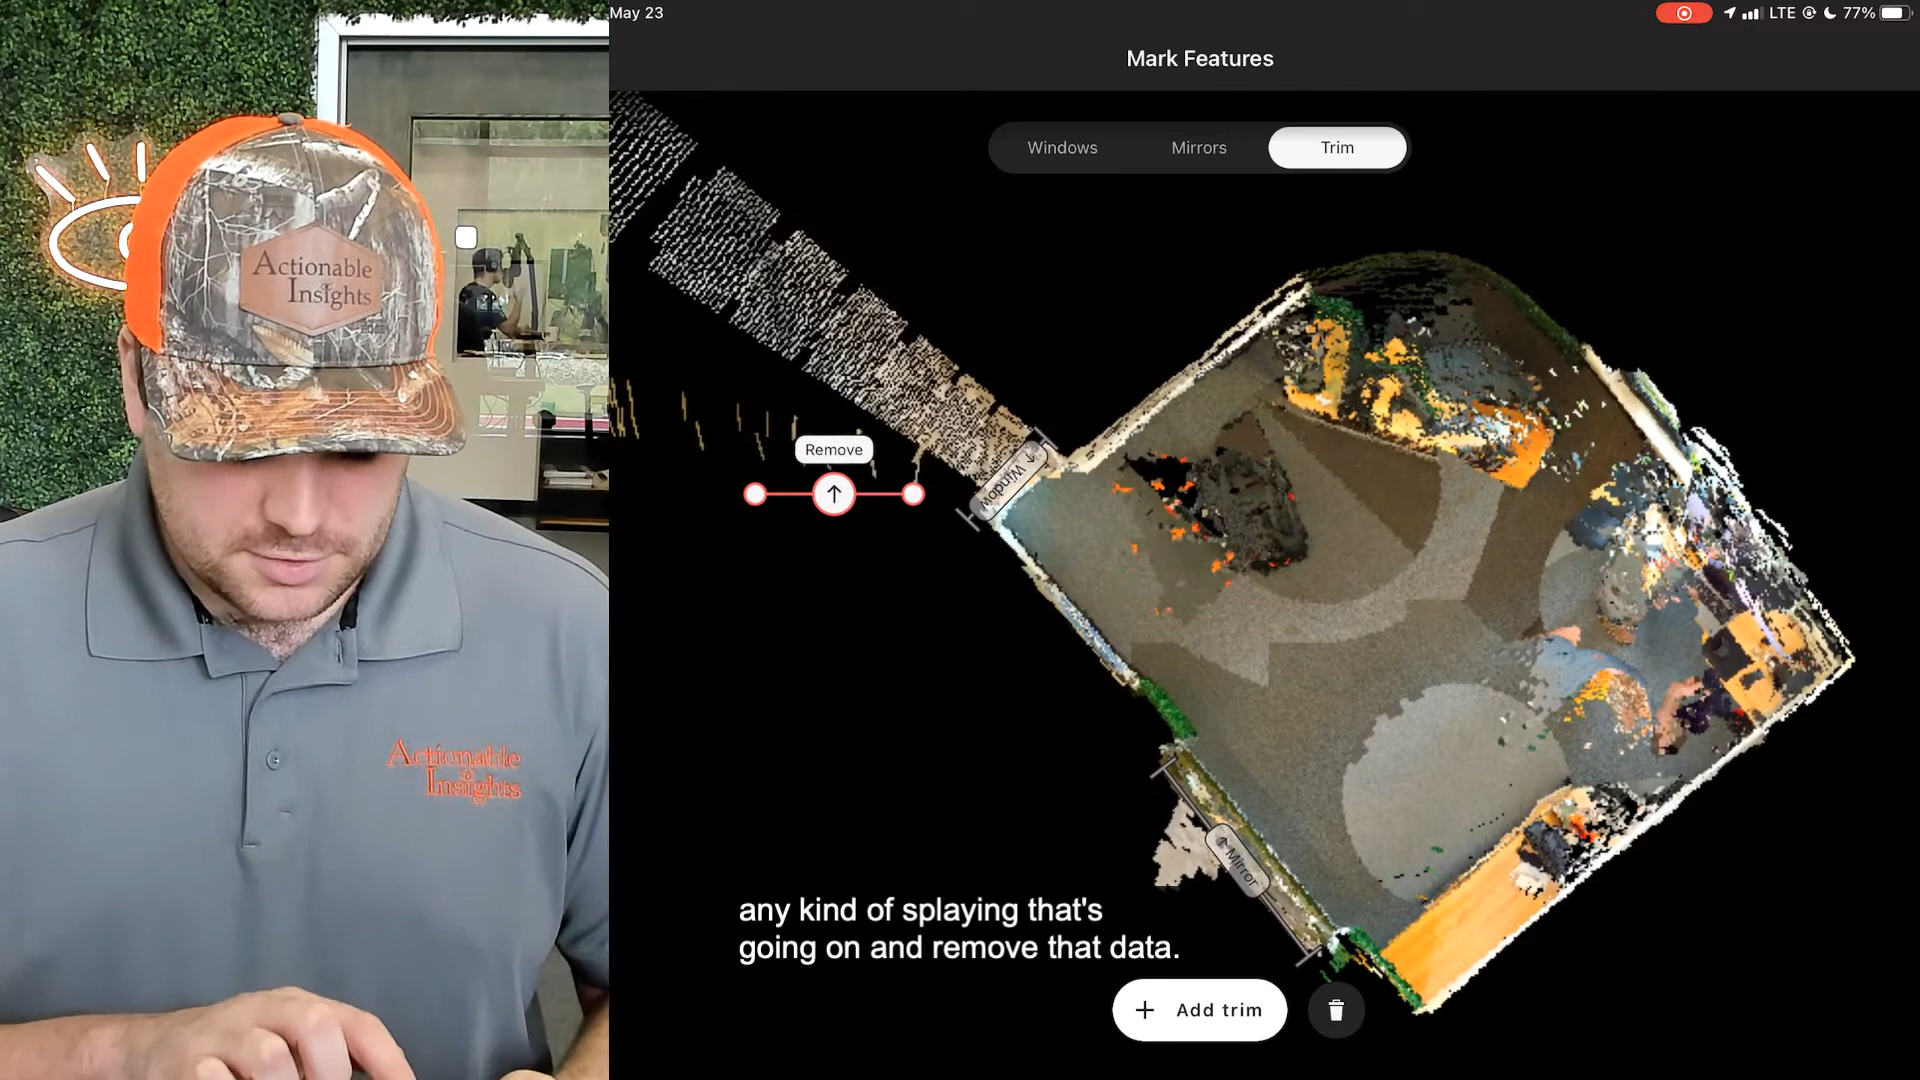 May 23
LTE
77%
Mark Features
Windows
Mirrors
Trim
Remove
Window
Mirror
Actionable
Insights
Actionable
Insights
any kind of splaying that's
going on and remove that data.
+ Add trim